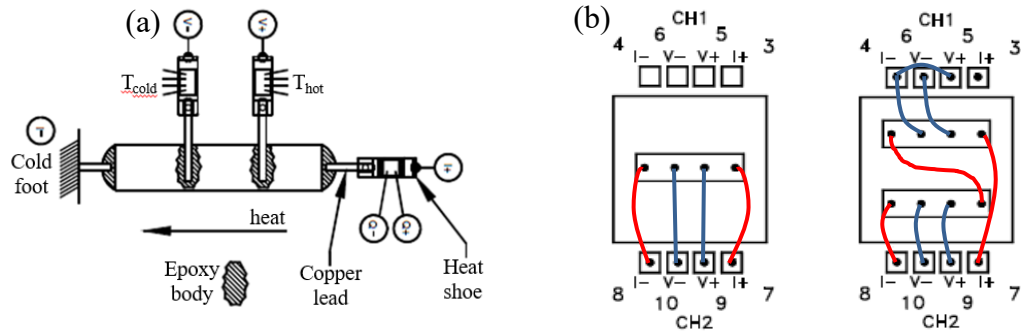 (a)
V- V+
Tcold Thot
I-
Cold
foot
I+
Q- Q+
heat
Epoxy
body
Copper
lead
Heat
shoe
(b)
CH1
6 5
4 3
I− V− V+ I+
I− V− V+ I+
8 7
10 9
CH2
CH1
6 5
4 3
I− V− V+ I+
I− V− V+ I+
8 7
10 9
CH2